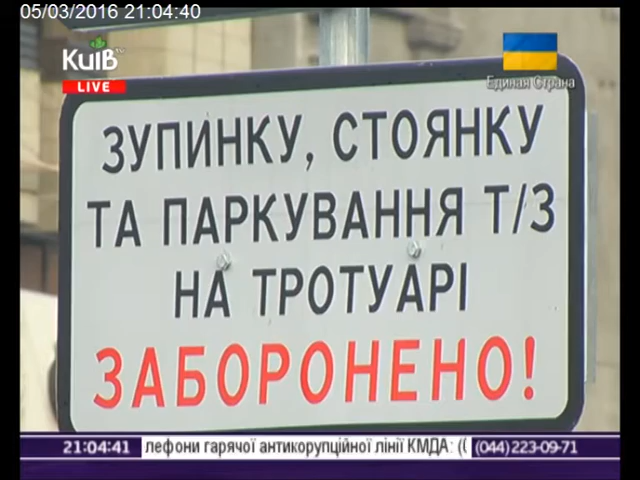 05/03/2016 21:04:40
КиїВ tv
LIVE
Единая Страна
ЗУПИНКУ, СТОЯНКУ
ТА ПАРКУВАННЯ Т/З
НА ТРОТУАРІ
ЗАБОРОНЕНО!
21:04:41 лефони гарячої антикорупційної лінії КМДА: (( (044) 223-09-71